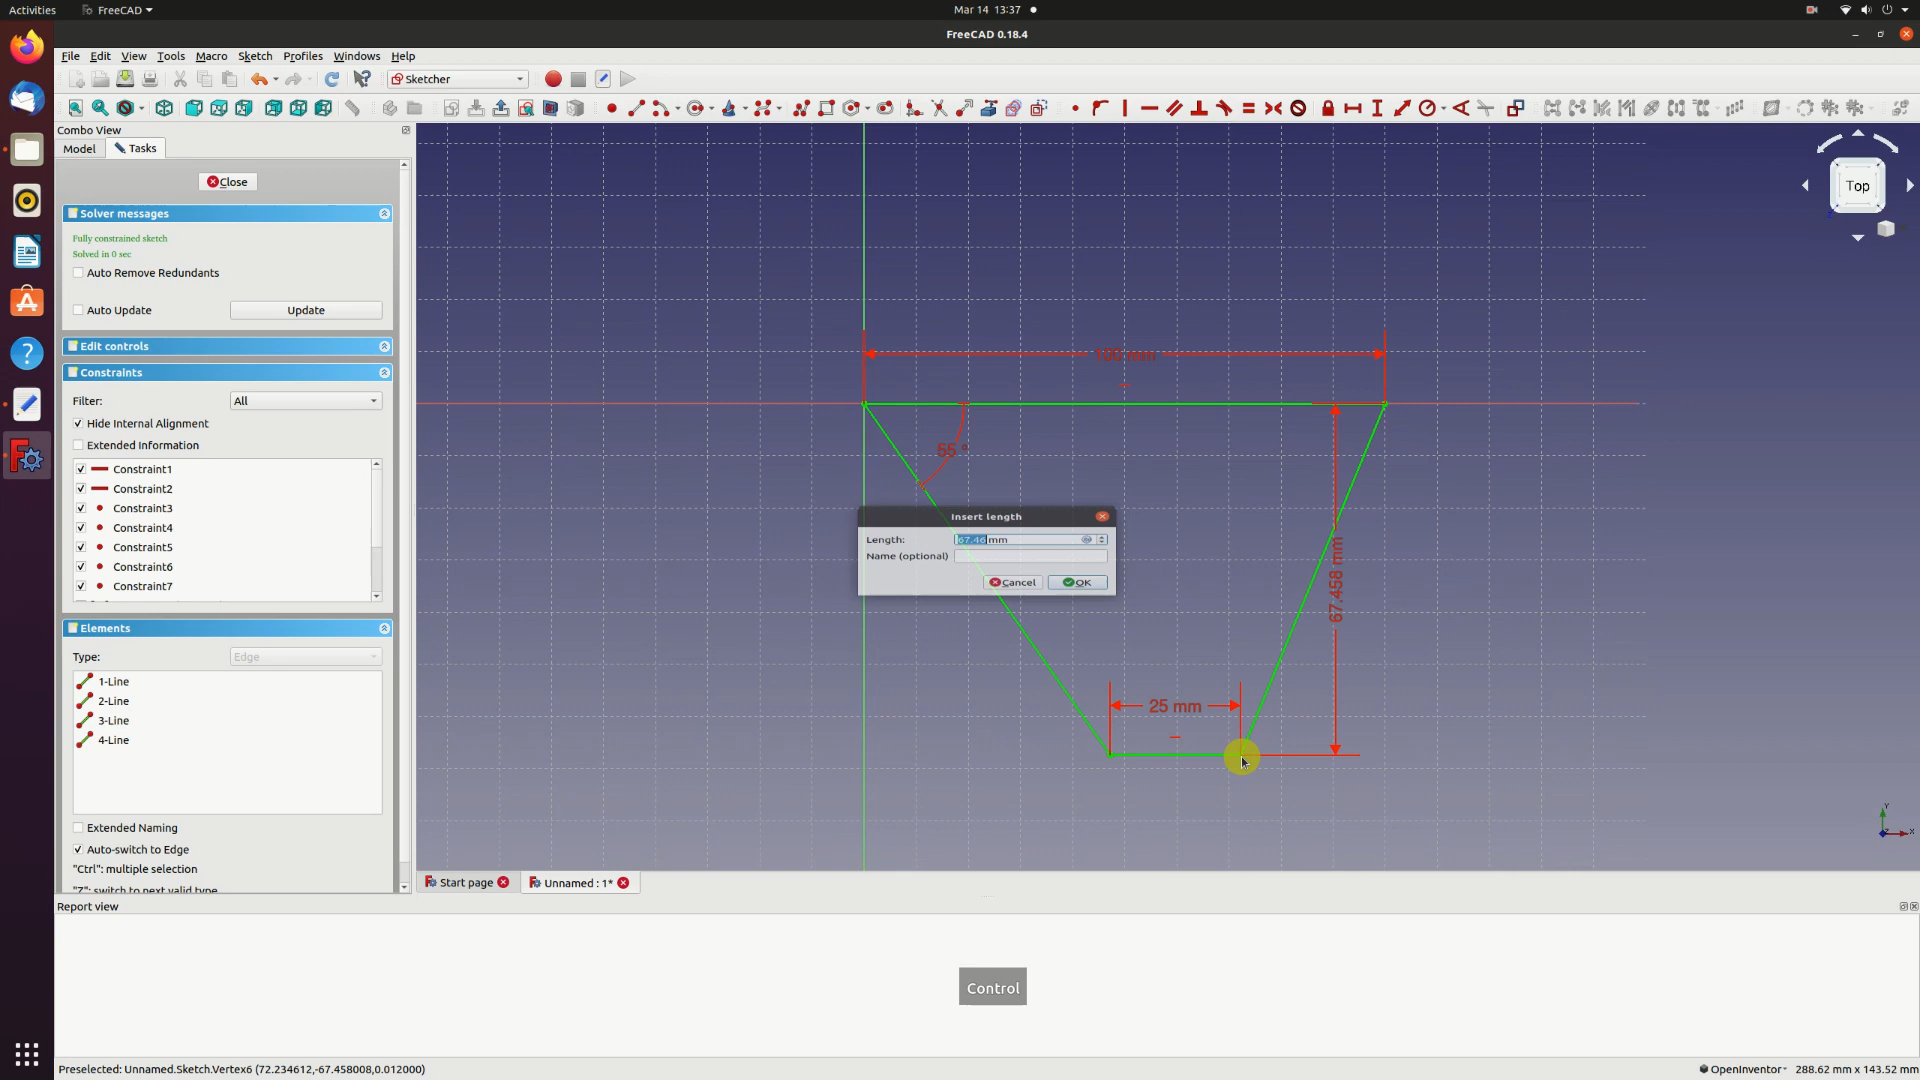 Activities
FreeCAD
Mar 14 13:37
FreeCAD 0.18.4
File Edit View Tools Macro Sketch Profiles Windows Help
Sketcher
Combo View
Model
Tasks
Close
Solver messages
Fully constrained sketch
Solved in 0 sec
Auto Remove Redundants
Auto Update
Update
Edit controls
Constraints
Filter:
All
Hide Internal Alignment
Extended Information
Constraint1
Constraint2
Constraint3
Constraint4
Constraint5
Constraint6
Constraint7
Elements
Type:
Edge
1-Line
2-Line
3-Line
4-Line
Extended Naming
Auto-switch to Edge
"Ctrl": multiple selection
"Z": switch to next valid type
Top
100 mm
55 °
67.458 mm
25 mm
Insert length
Length:
67.46 mm
Name (optional)
Cancel
OK
Y
X
Start page
Unnamed : 1*
Report view
Control
Preselected: Unnamed.Sketch.Vertex6 (72.234612,-67.458008,0.012000)
OpenInventor
288.62 mm x 143.52 mm